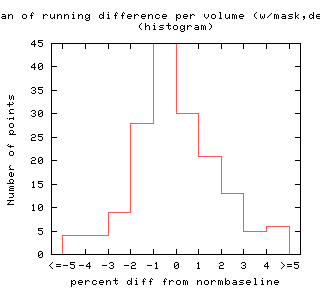 an of running difference per volume (w/mask,de
(histogram)
45
40
35
30
25
20
15
10
5
0
Number of points
<=-5 -4 -3 -2 -1 0 1 2 3 4 >=5
percent diff from normbaseline